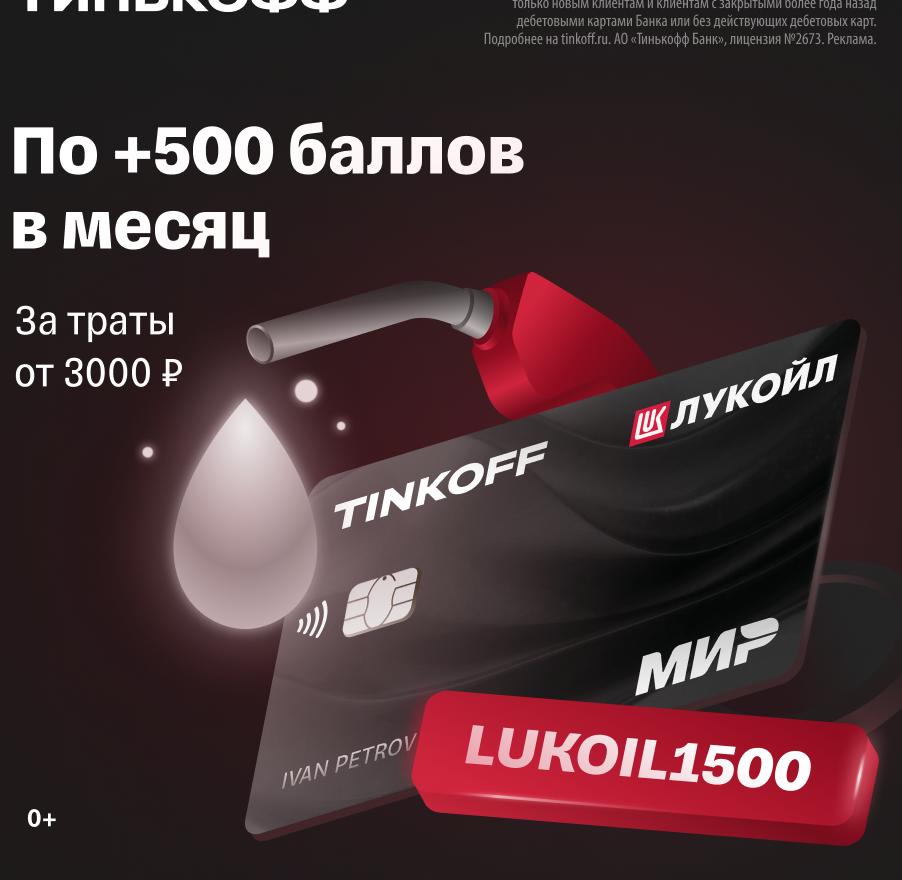 ТИНЬКОФФ
только новым клиентам и клиентам с закрытыми более года назад
дебетовыми картами Банка или без действующих дебетовых карт.
Подробнее на tinkoff.ru. АО «Тинькофф Банк», лицензия №2673. Реклама.
По +500 баллов
в месяц
За траты
от 3000 ₽
LUK ЛУКОЙЛ
TINKOFF
МИР
IVAN PETROV
LUKOIL1500
0+